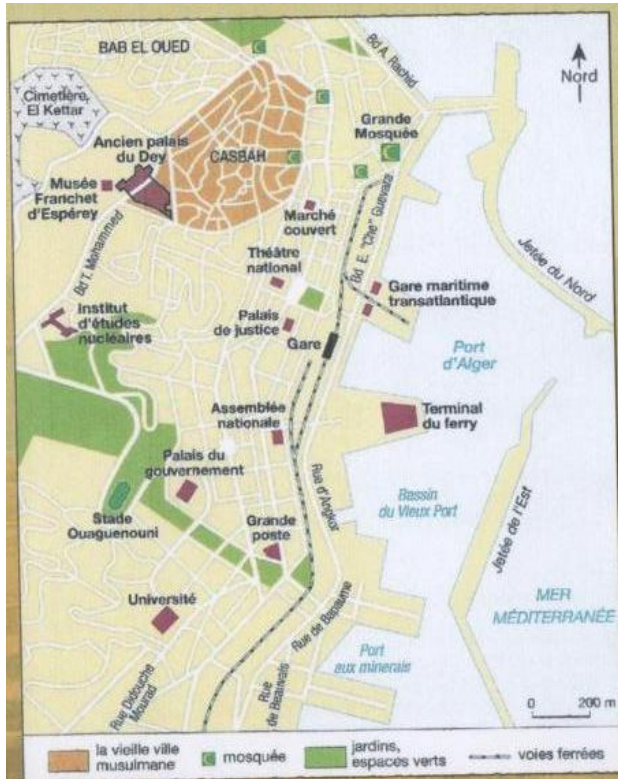 BAB EL OUED
Bd A. Rachid
Nord
Cimetière
El Kettar
Grande
Mosquée
Ancien palais
du Dey
CASBAH
Musée
Franchet
d'Espérey
Marché
couvert
Bd E. "Che" Guevara
Jetée du Nord
Bd T. Mohammed
Théâtre
national
Gare maritime
transatlantique
Institut
d'études
nucléaires
Palais
de justice
Gare
Port
d'Alger
Assemblée
nationale
Terminal
du ferry
Palais du
gouvernement
Rue d'Angkor
Bassin
du Vieux Port
Jetée de l'Est
Stade
Ouaguenouni
Grande
poste
Université
Rue de Bapaume
MER
MÉDITERRANÉE
Port
aux minerais
Rue Didouche
Mourad
Rue
de Beauvais
0 200 m
la vieille ville
musulmane
mosquée
jardins,
espaces verts
voies ferrées